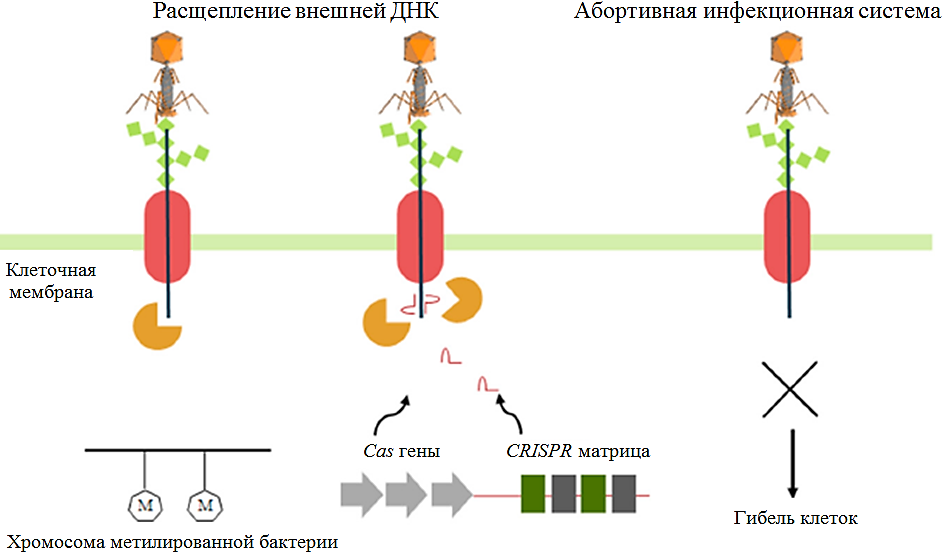 Расщепление внешней ДНК
Абортивная инфекционная система
Клеточная
мембрана
Cas гены
CRISPR матрица
М
М
Хромосома метилированной бактерии
Гибель клеток